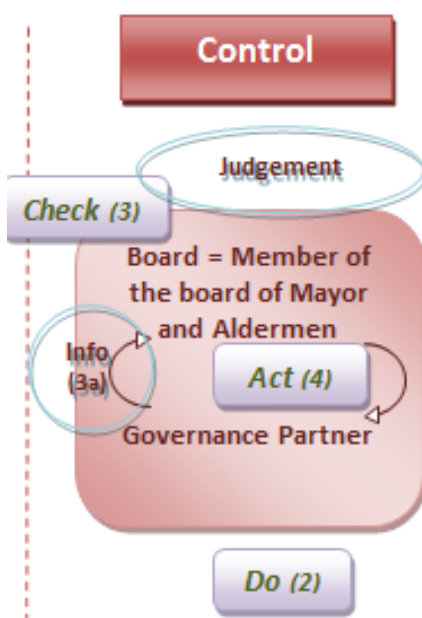 Control
Judgement
Check (3)
Board = Member of
the board of Mayor
and Aldermen
Info
(3a)
Act (4)
Governance Partner
Do (2)